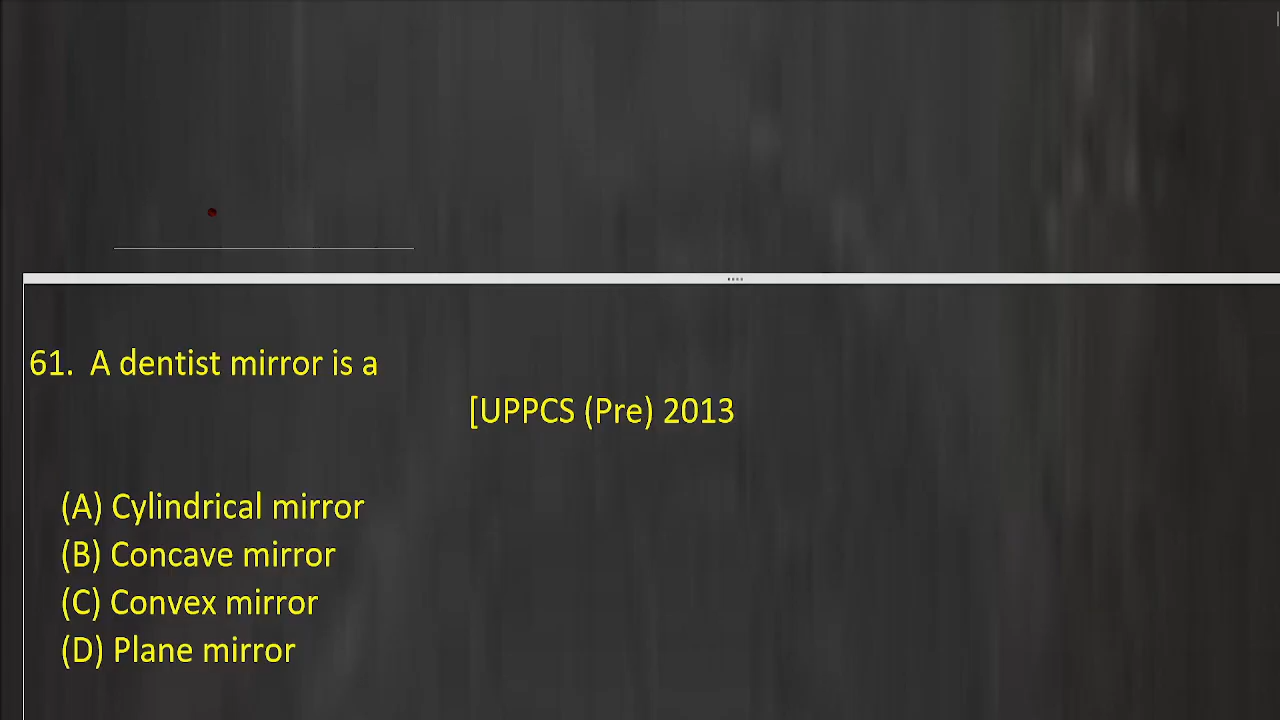 61. A dentist mirror is a
[UPPCS (Pre) 2013
(A) Cylindrical mirror
(B) Concave mirror
(C) Convex mirror
(D) Plane mirror